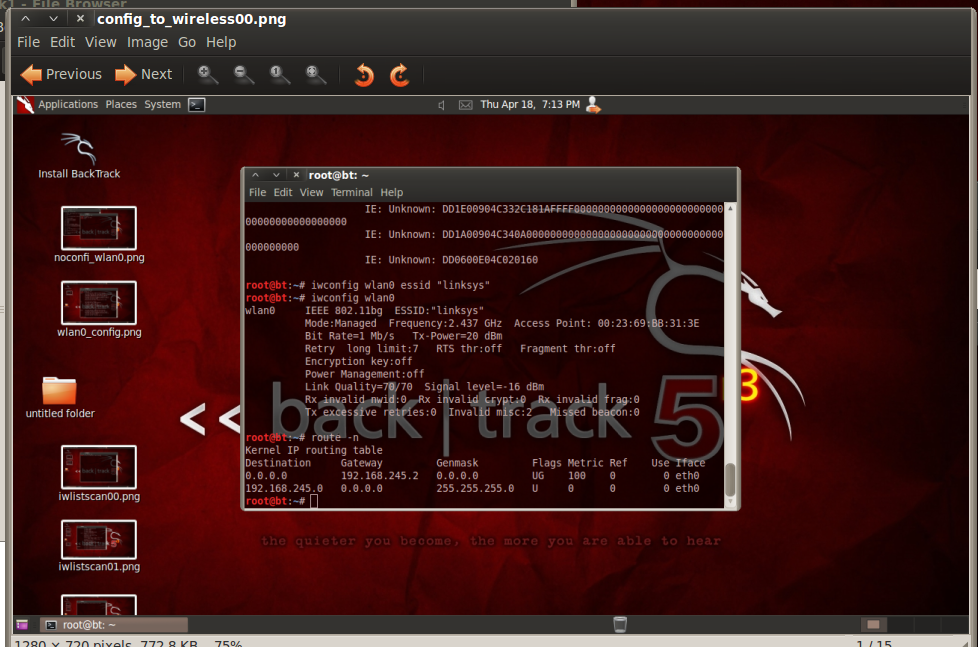 config_to_wireless00.png
File Edit View Image Go Help
Previous Next
Applications Places System Thu Apr 18, 7:13 PM
Install BackTrack
noconfi_wlan0.png
wlan0_config.png
untitled folder
iwlistscan00.png
iwlistscan01.png
root@bt: ~
File Edit View Terminal Help
IE: Unknown: DD1E00904C332C181AFFFF000000000000000000000000000
00000000000000000
IE: Unknown: DD1A00904C340A00000000000000000000000000000000
000000000
IE: Unknown: DD0600E04C020160
root@bt:~# iwconfig wlan0 essid "linksys"
root@bt:~# iwconfig wlan0
wlan0 IEEE 802.11bg ESSID:"linksys"
Mode:Managed Frequency:2.437 GHz Access Point: 00:23:69:BB:31:3E
Bit Rate=1 Mb/s Tx-Power=20 dBm
Retry long limit:7 RTS thr:off Fragment thr:off
Encryption key:off
Power Management:off
Link Quality=70/70 Signal level=-16 dBm
Rx invalid nwid:0 Rx invalid crypt:0 Rx invalid frag:0
Tx excessive retries:0 Invalid misc:2 Missed beacon:0
root@bt:~# route -n
Kernel IP routing table
Destination Gateway Genmask Flags Metric Ref Use Iface
0.0.0.0 192.168.245.2 0.0.0.0 UG 100 0 0 eth0
192.168.245.0 0.0.0.0 255.255.255.0 U 0 0 0 eth0
root@bt:~#
<< back|track 5 3
the quieter you become, the more you are able to hear
root@bt: ~
1280 × 720 pixels 772.8 KB 75% 1 / 15